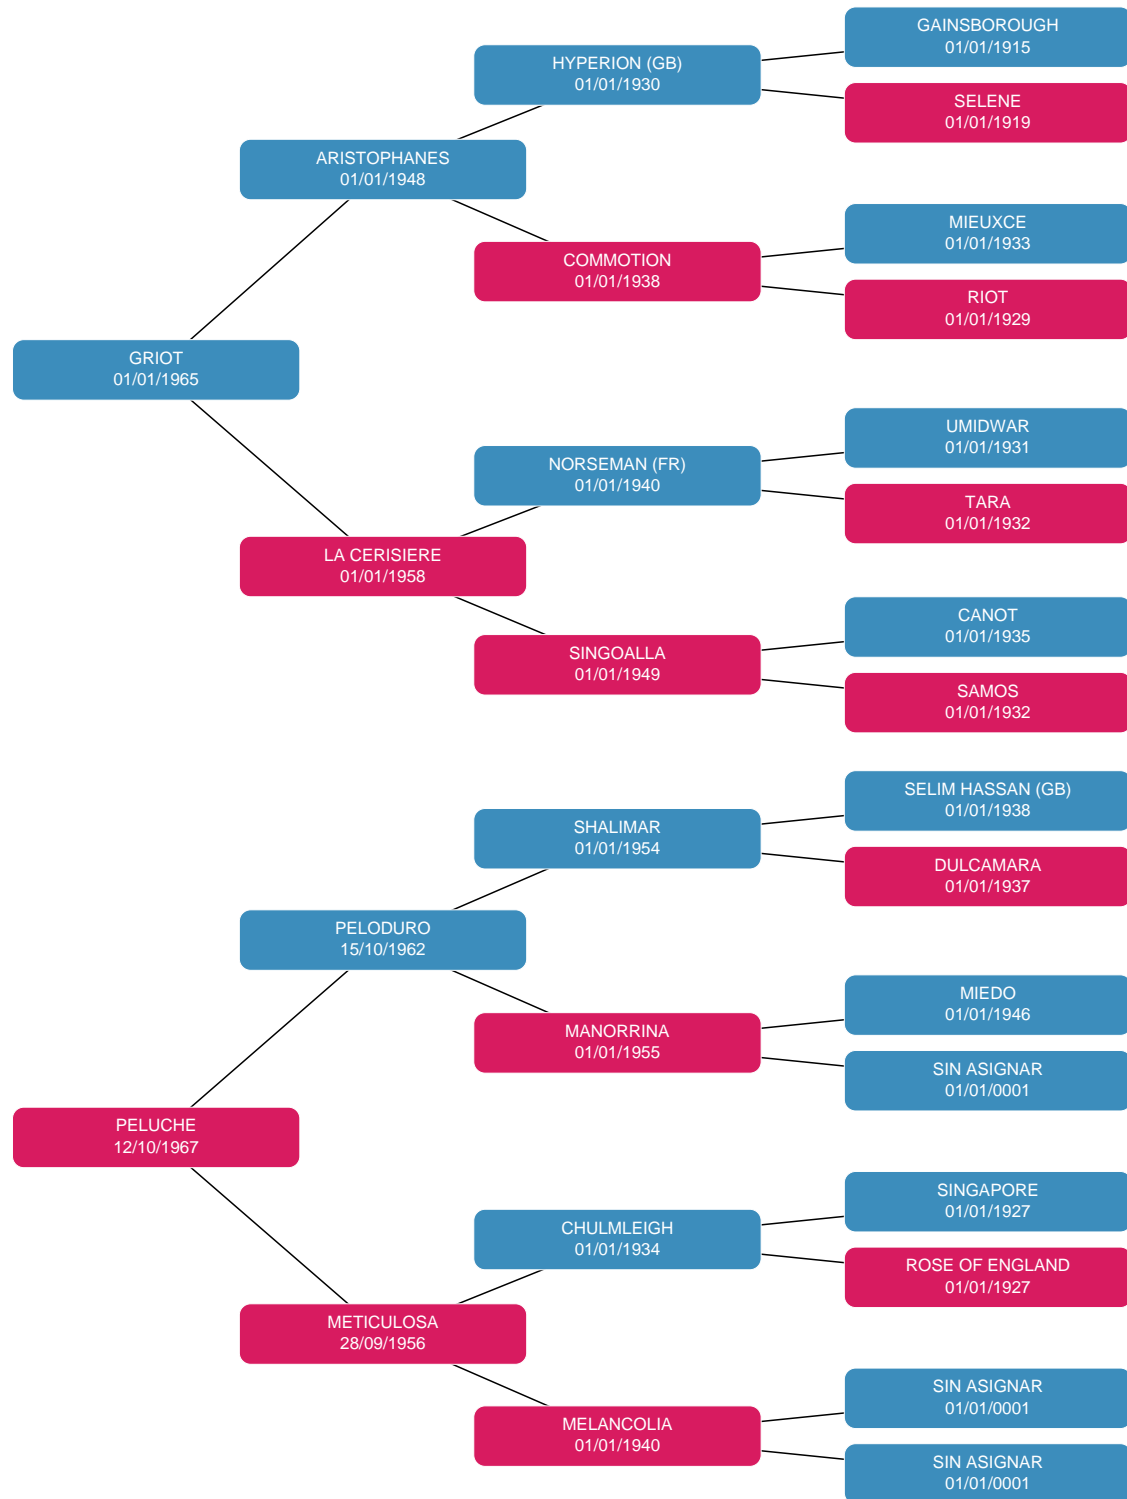 GAINSBOROUGH
01/01/1915
HYPERION (GB)
01/01/1930
SELENE
01/01/1919
ARISTOPHANES
01/01/1948
MIEUXCE
01/01/1933
COMMOTION
01/01/1938
RIOT
01/01/1929
GRIOT
01/01/1965
UMIDWAR
01/01/1931
NORSEMAN (FR)
01/01/1940
TARA
01/01/1932
LA CERISIERE
01/01/1958
CANOT
01/01/1935
SINGOALLA
01/01/1949
SAMOS
01/01/1932
SELIM HASSAN (GB)
01/01/1938
SHALIMAR
01/01/1954
DULCAMARA
01/01/1937
PELODURO
15/10/1962
MIEDO
01/01/1946
MANORRINA
01/01/1955
SIN ASIGNAR
01/01/0001
PELUCHE
12/10/1967
SINGAPORE
01/01/1927
CHULMLEIGH
01/01/1934
ROSE OF ENGLAND
01/01/1927
METICULOSA
28/09/1956
SIN ASIGNAR
01/01/0001
MELANCOLIA
01/01/1940
SIN ASIGNAR
01/01/0001